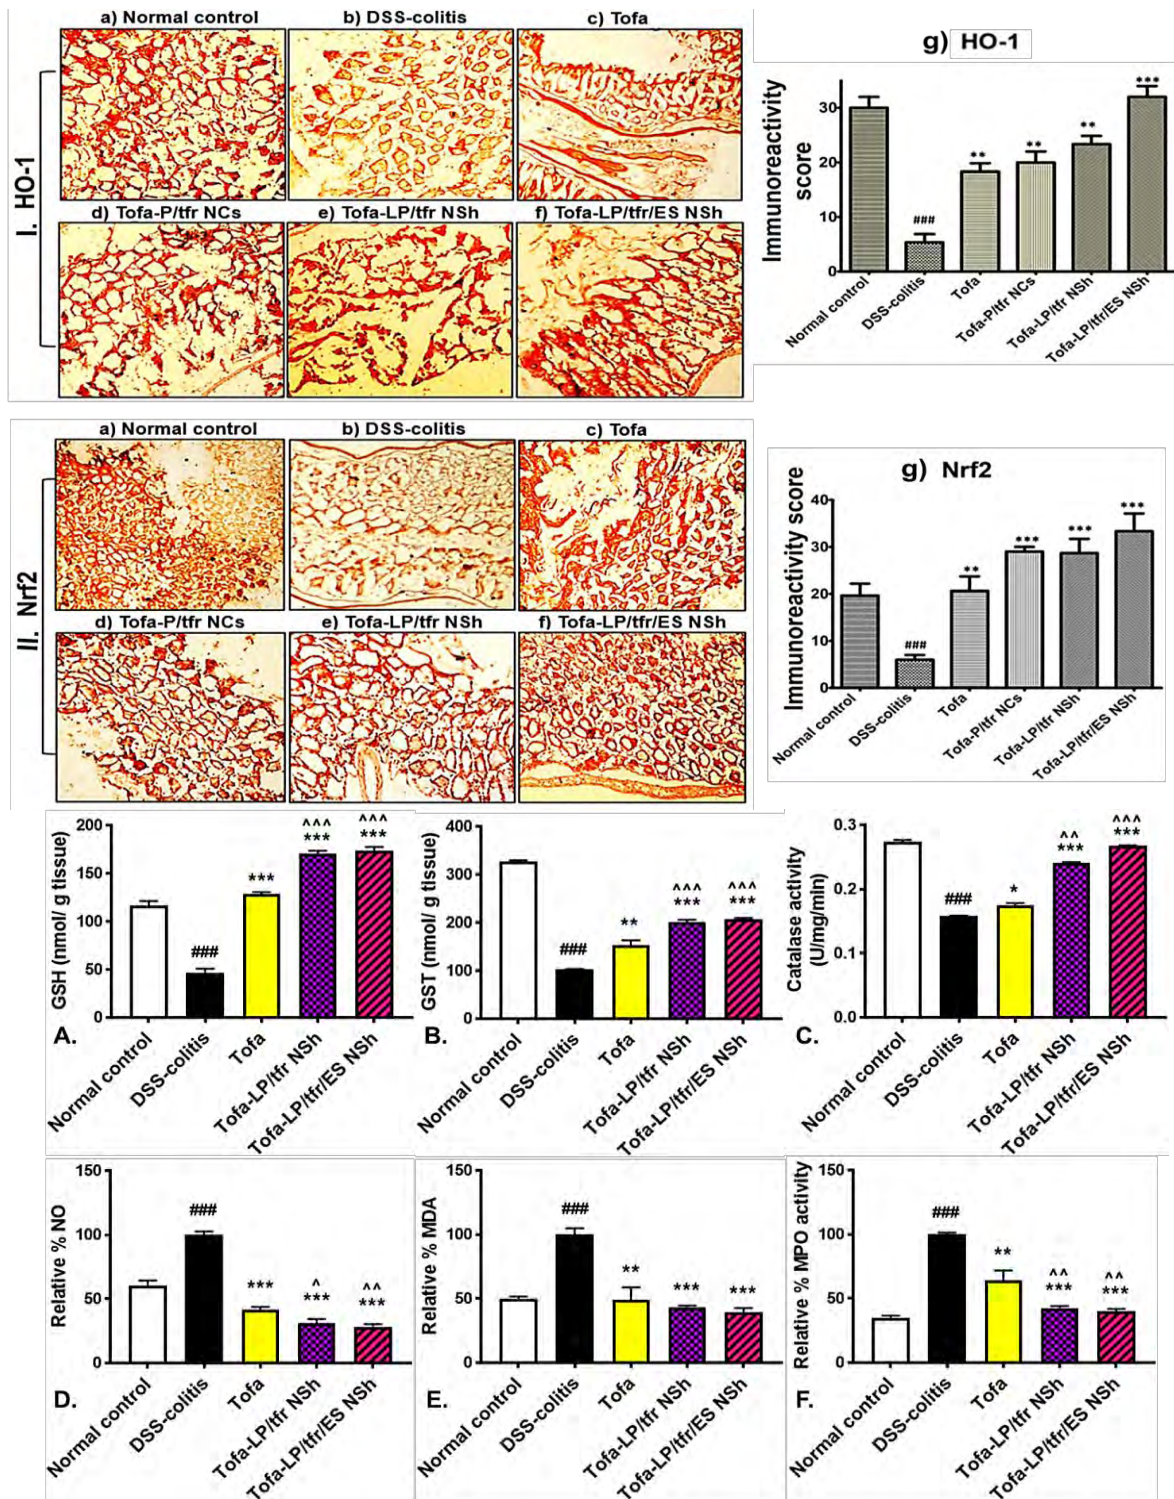 a) Normal control
b) DSS-colitis
c) Tofa
I. HO-1
d) Tofa-P/tfr NCs
e) Tofa-LP/tfr NSh
f) Tofa-LP/tfr/ES NSh
g) HO-1
Immunoreactivity
score
30
20
10
0
###
**
**
**
***
Normal control
DSS-colitis
Tofa
Tofa-P/tfr NCs
Tofa-LP/tfr NSh
Tofa-LP/tfr/ES NSh
a) Normal control
b) DSS-colitis
c) Tofa
II. Nrf2
d) Tofa-P/tfr NCs
e) Tofa-LP/tfr NSh
f) Tofa-LP/tfr/ES NSh
g) Nrf2
Immunoreactivity score
40
30
20
10
0
###
**
***
***
***
Normal control
DSS-colitis
Tofa
Tofa-P/tfr NCs
Tofa-LP/tfr NSh
Tofa-LP/tfr/ES NSh
GSH (nmol/ g tissue)
200
150
100
50
0
###
***
^^^
***
^^^
***
A.
Normal control
DSS-colitis
Tofa
Tofa-LP/tfr NSh
Tofa-LP/tfr/ES NSh
GST (nmol/ g tissue)
400
300
200
100
0
###
**
^^^
***
^^^
***
B.
Normal control
DSS-colitis
Tofa
Tofa-LP/tfr NSh
Tofa-LP/tfr/ES NSh
Catalase activity
(U/mg/min)
0.3
0.2
0.1
0.0
###
*
^^
***
^^^
***
C.
Normal control
DSS-colitis
Tofa
Tofa-LP/tfr NSh
Tofa-LP/tfr/ES NSh
Relative % NO
150
100
50
0
###
***
^
***
^^
***
D.
Normal control
DSS-colitis
Tofa
Tofa-LP/tfr NSh
Tofa-LP/tfr/ES NSh
Relative % MDA
150
100
50
0
###
**
***
***
E.
Normal control
DSS-colitis
Tofa
Tofa-LP/tfr NSh
Tofa-LP/tfr/ES NSh
Relative % MPO activity
150
100
50
0
###
**
^^
***
^^
***
F.
Normal control
DSS-colitis
Tofa
Tofa-LP/tfr NSh
Tofa-LP/tfr/ES NSh